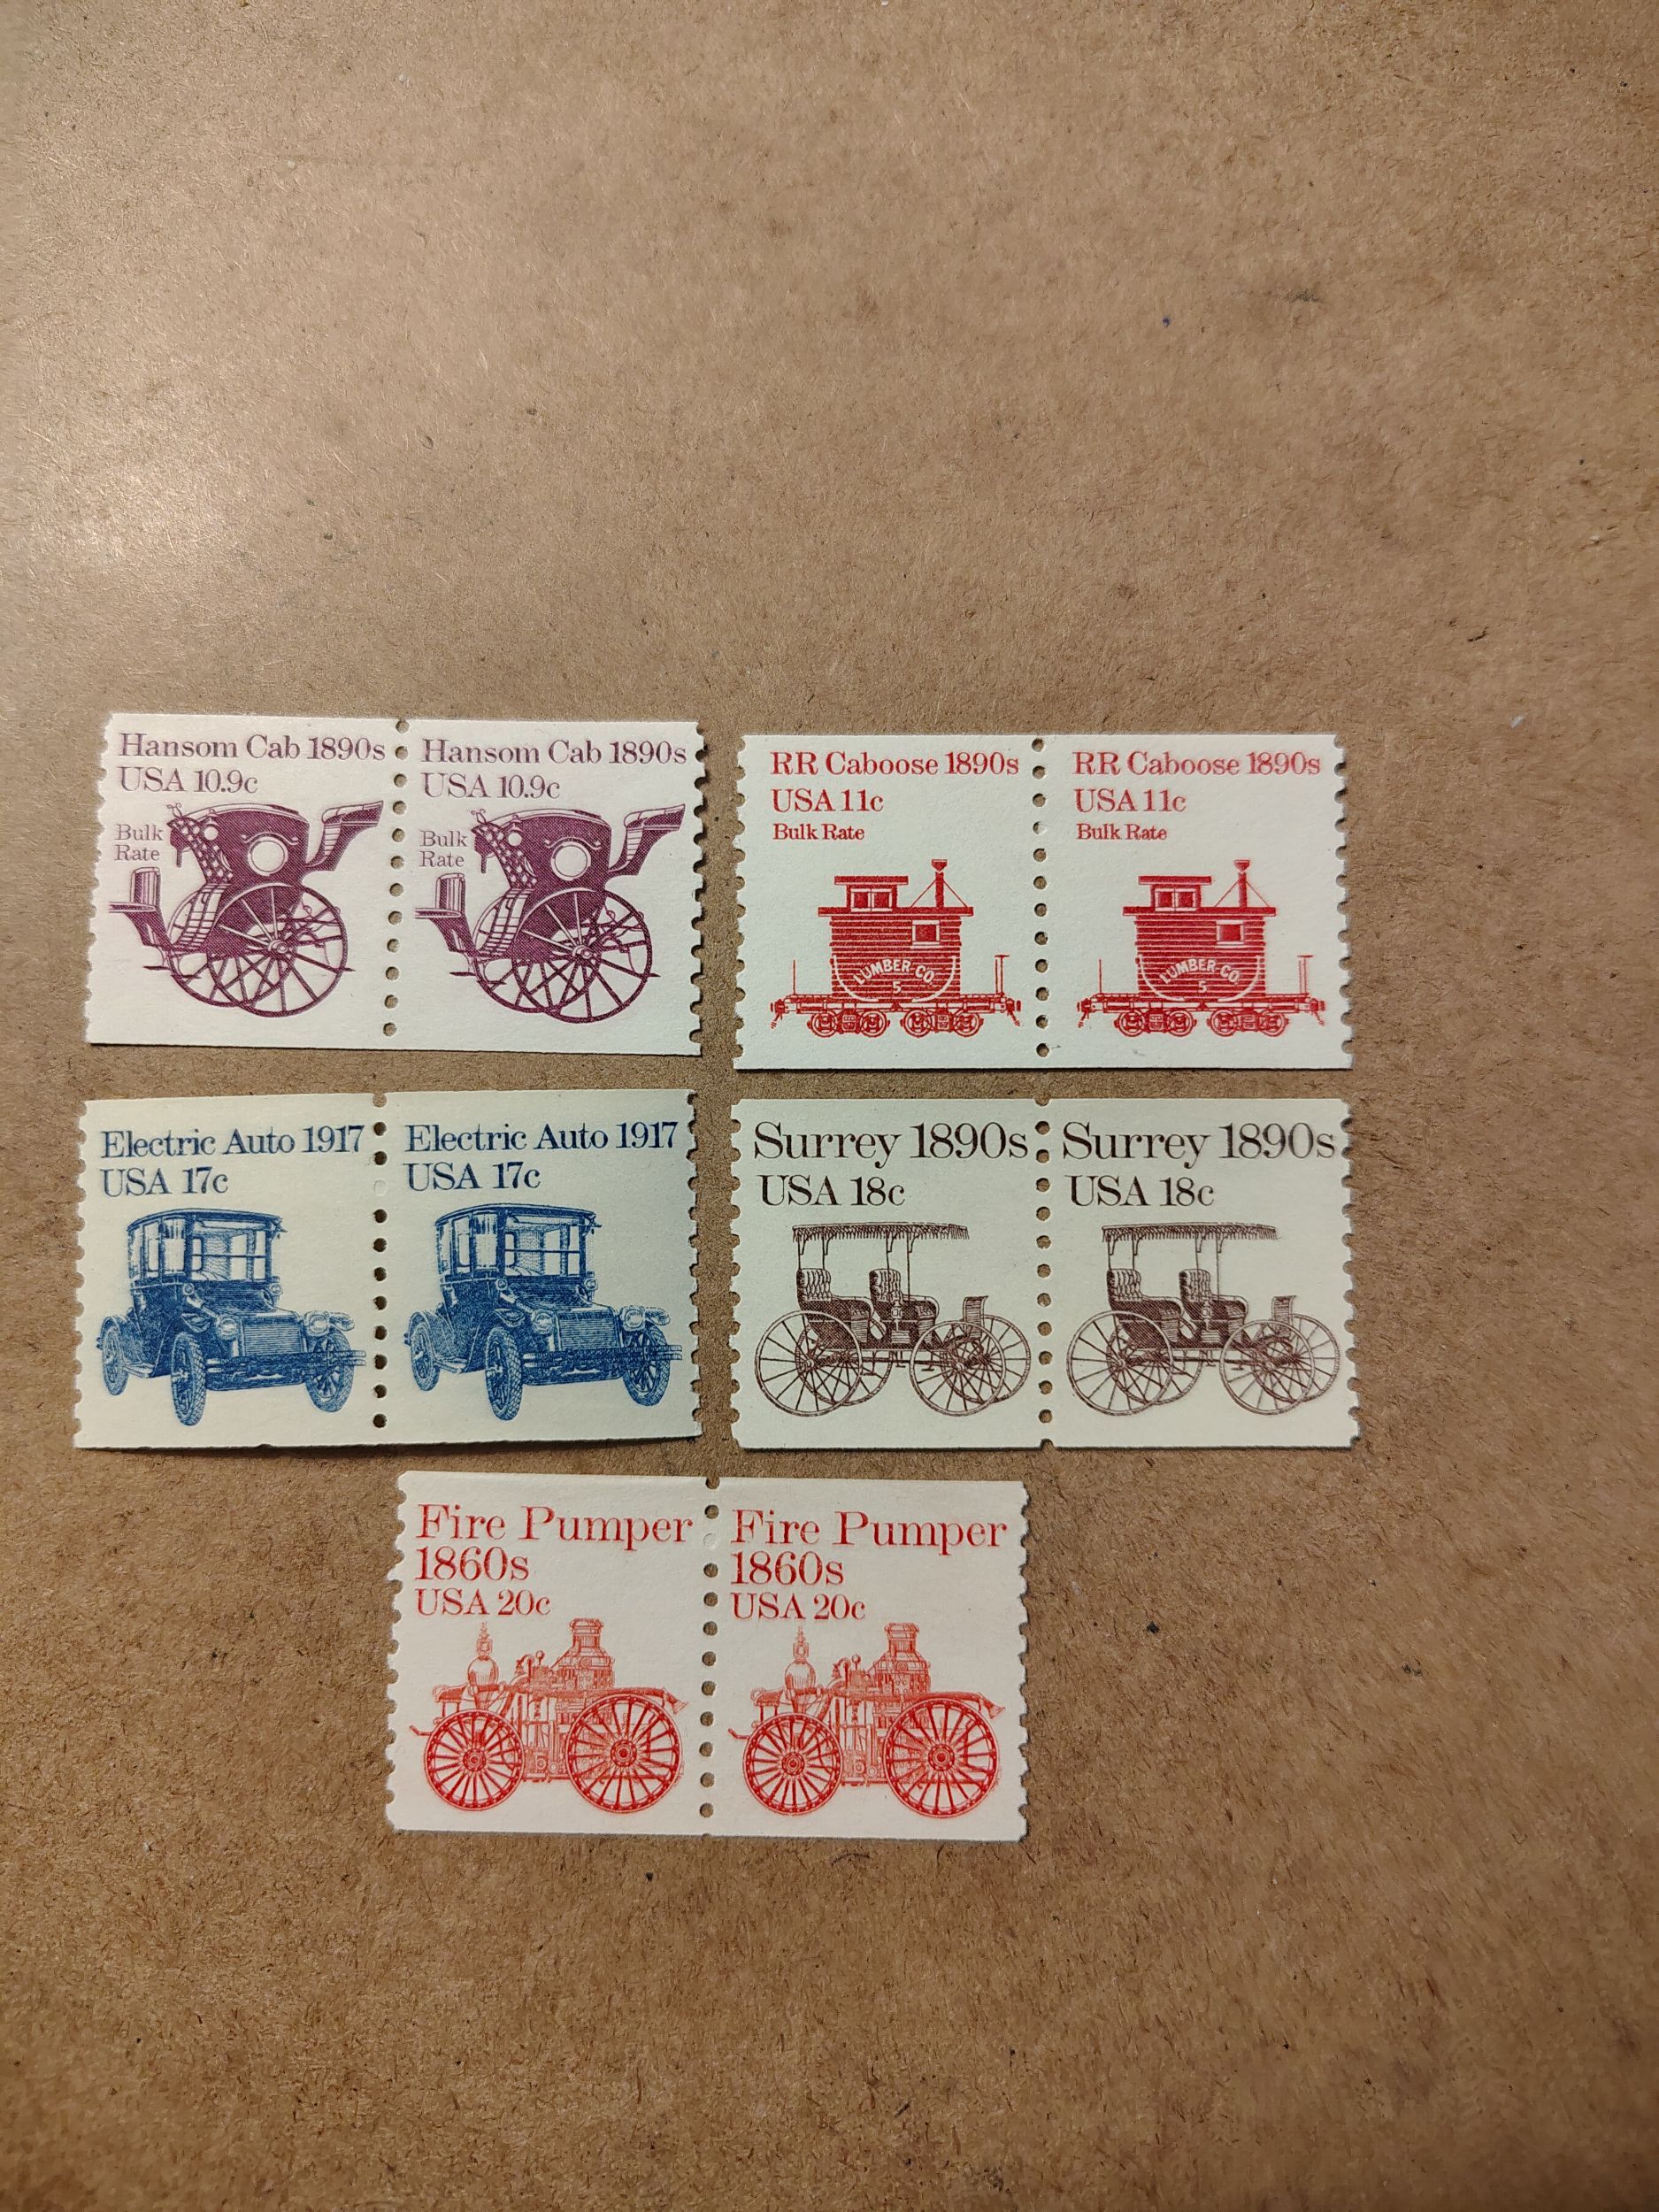 Hansom Cab 1890s
USA 10.9c
Bulk
Rate
Hansom Cab 1890s
USA 10.9c
Bulk
Rate
RR Caboose 1890s
USA 11c
Bulk Rate
LUMBER CO
5
RR Caboose 1890s
USA 11c
Bulk Rate
LUMBER CO
5
Electric Auto 1917
USA 17c
Electric Auto 1917
USA 17c
Surrey 1890s
USA 18c
Surrey 1890s
USA 18c
Fire Pumper
1860s
USA 20c
Fire Pumper
1860s
USA 20c